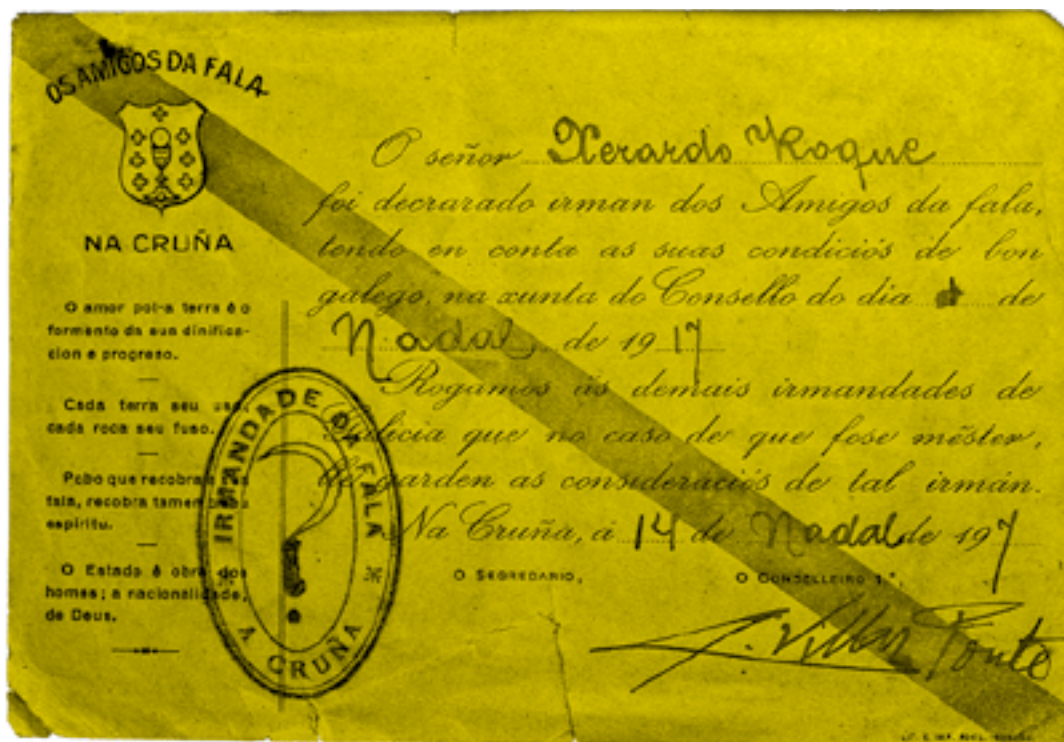 OS AMIGOS DA FALA
NA CRUÑA
O amor pol-a terra é o
formento da sua dinifica-
cion e progreso.
Cada terra seu uso,
cada roca seu fuso.
Pobo que recobra a sua
fala, recobra tamen o seu
espiritu.
O Estado é obra dos
homes; a nacionalidade,
de Deus.
IRMANDADE DA FALA
A CRUÑA
O señor Xerardo Roque
foi decrarado irman dos Amigos da fala,
tendo en conta as suas condiciós de bon
galego, na xunta do Consello do dia de
Nadal de 1917
Rogamos ás demais irmandades de
Galicia que no caso de que fose méster,
lle garden as consideraciós de tal irmán.
Na Cruña, á 14 de Nadal de 197
O SEGREDARIO,
O CONSELLEIRO 1.º,
A. Villar Ponte